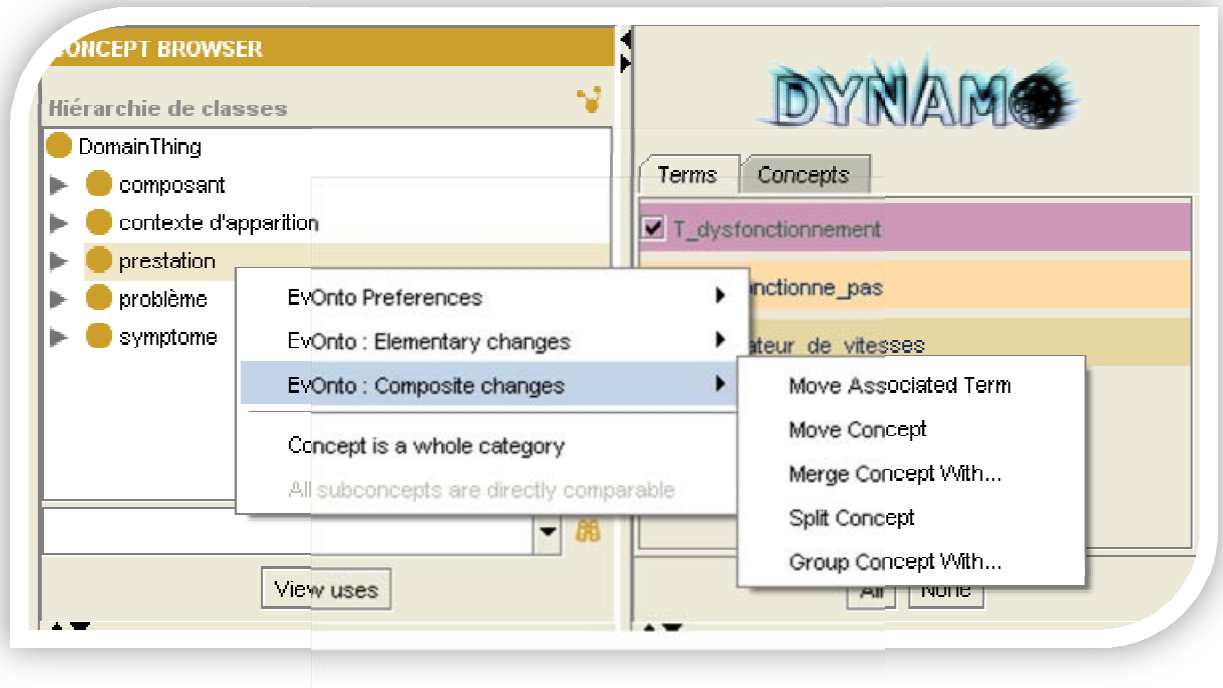 CONCEPT BROWSER
Hiérarchie de classes
DomainThing
composant
contexte d'apparition
prestation
problème
symptome
EvOnto Preferences
EvOnto : Elementary changes
EvOnto : Composite changes
Concept is a whole category
All subconcepts are directly comparable
View uses
DYNAMO
Terms Concepts
T_dysfonctionnement
onctionne_pas
ateur_de_vitesses
Move Associated Term
Move Concept
Merge Concept With...
Split Concept
Group Concept With...
All None